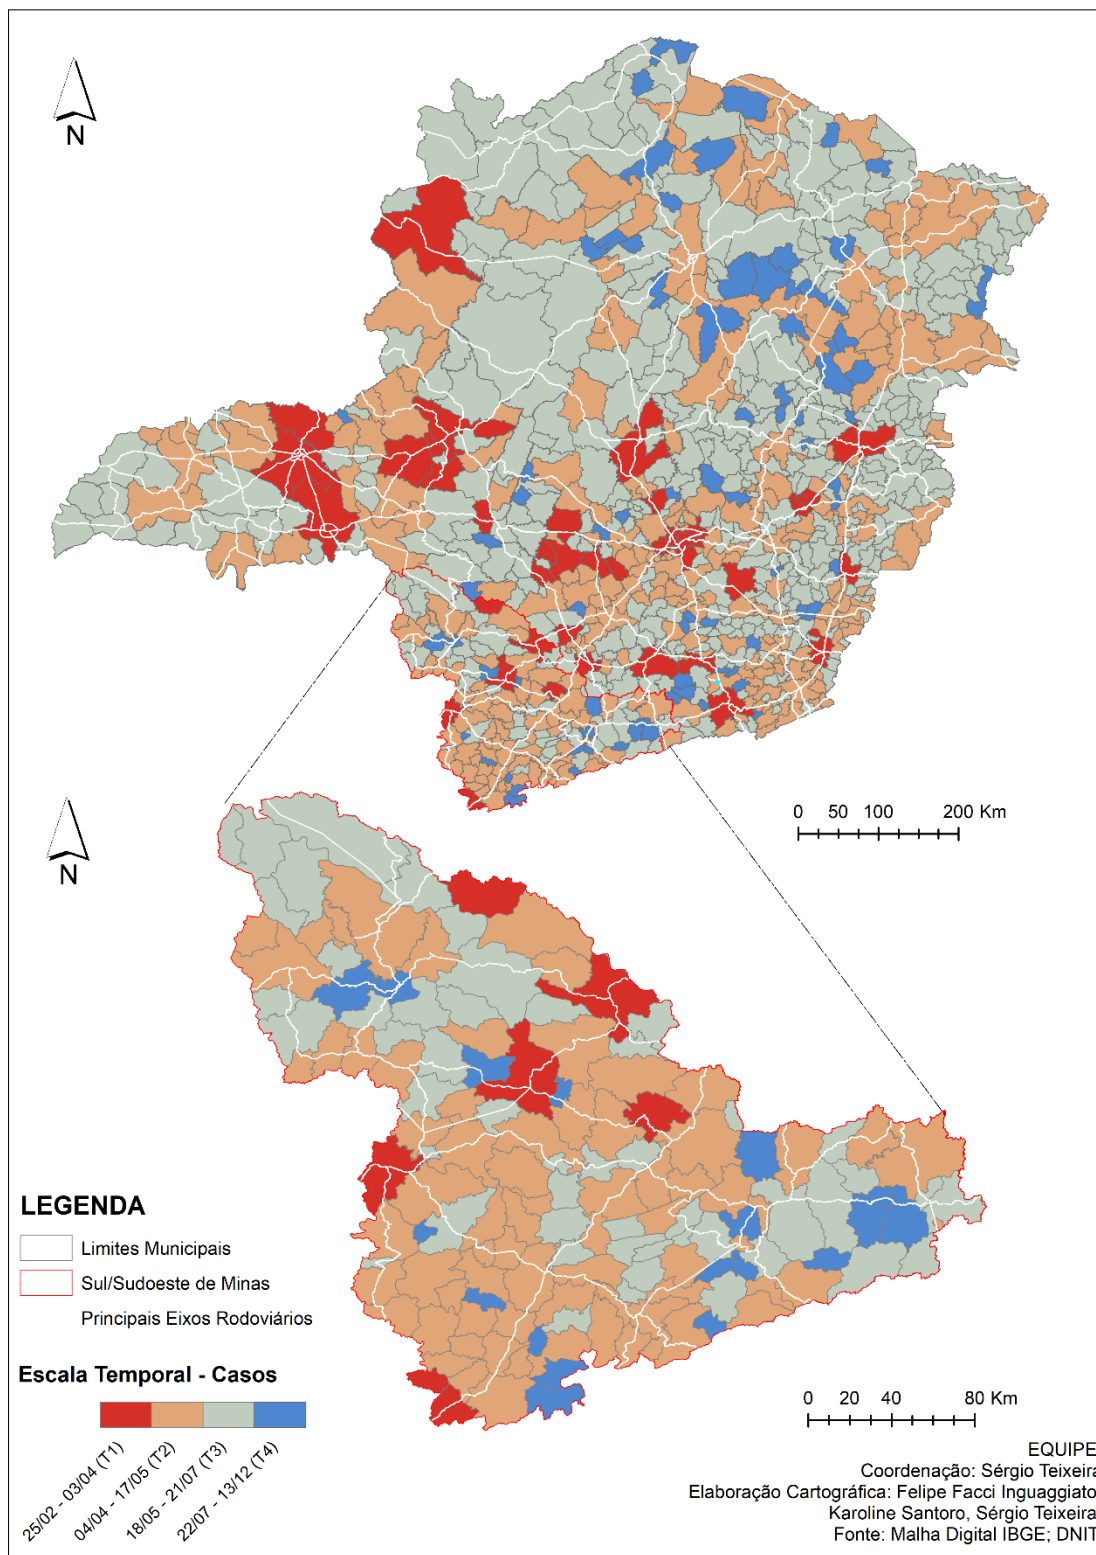 N
0 50 100 200 Km
N
LEGENDA
Limites Municipais
Sul/Sudoeste de Minas
Principais Eixos Rodoviários
Escala Temporal - Casos
25/02 - 03/04 (T1)
04/04 - 17/05 (T2)
18/05 - 21/07 (T3)
22/07 - 13/12 (T4)
0 20 40 80 Km
EQUIPE
Coordenação: Sérgio Teixeira
Elaboração Cartográfica: Felipe Facci Inguaggiato
Karoline Santoro, Sérgio Teixeira
Fonte: Malha Digital IBGE; DNIT